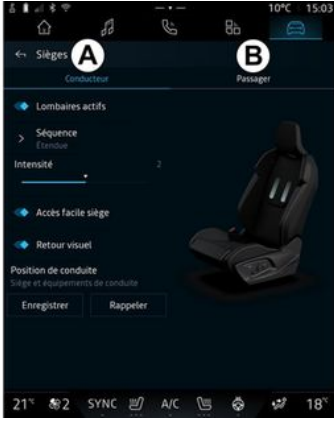 10°C 15:03
Sièges A B
Conducteur Passager
Lombaires actifs
Séquence
Étendue
Intensité 2
Accès facile siège
Retour visuel
Position de conduite
Siège et équipements de conduite
Enregistrer Rappeler
21° 2 SYNC A/C 18°